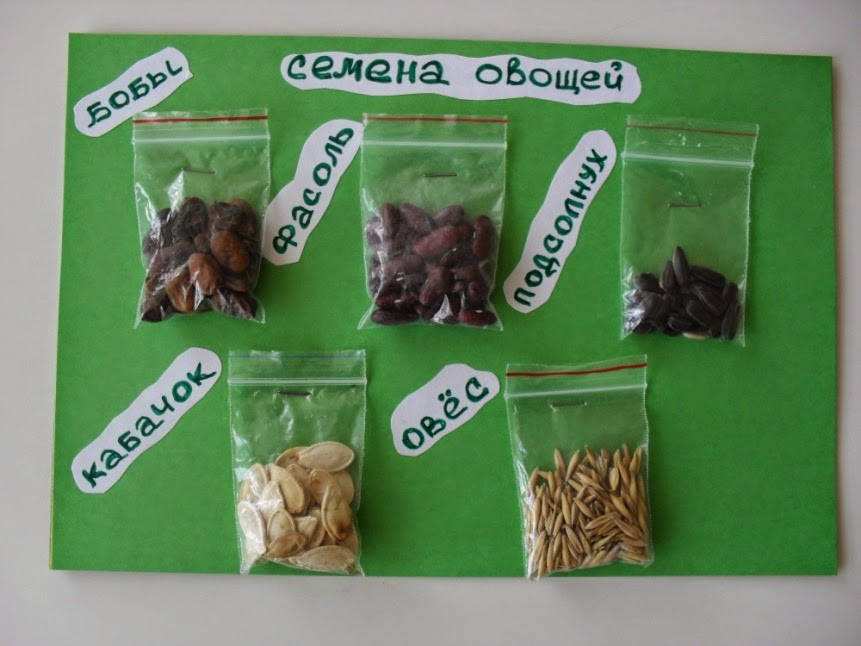 семена овощей
бобы
фасоль
подсолнух
кабачок
овёс